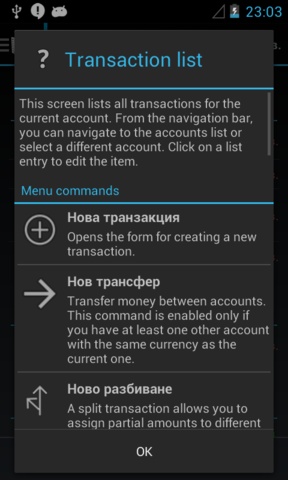 23:03
? Transaction list
This screen lists all transactions for the
current account. From the navigation bar,
you can navigate to the accounts list or
select a different account. Click on a list
entry to edit the item.
Menu commands
Нова транзакция
Opens the form for creating a new
transaction.
Нов трансфер
Transfer money between accounts.
This command is enabled only if
you have at least one other account
with the same currency as the
current one.
Ново разбиване
A split transaction allows you to
assign partial amounts to different
OK